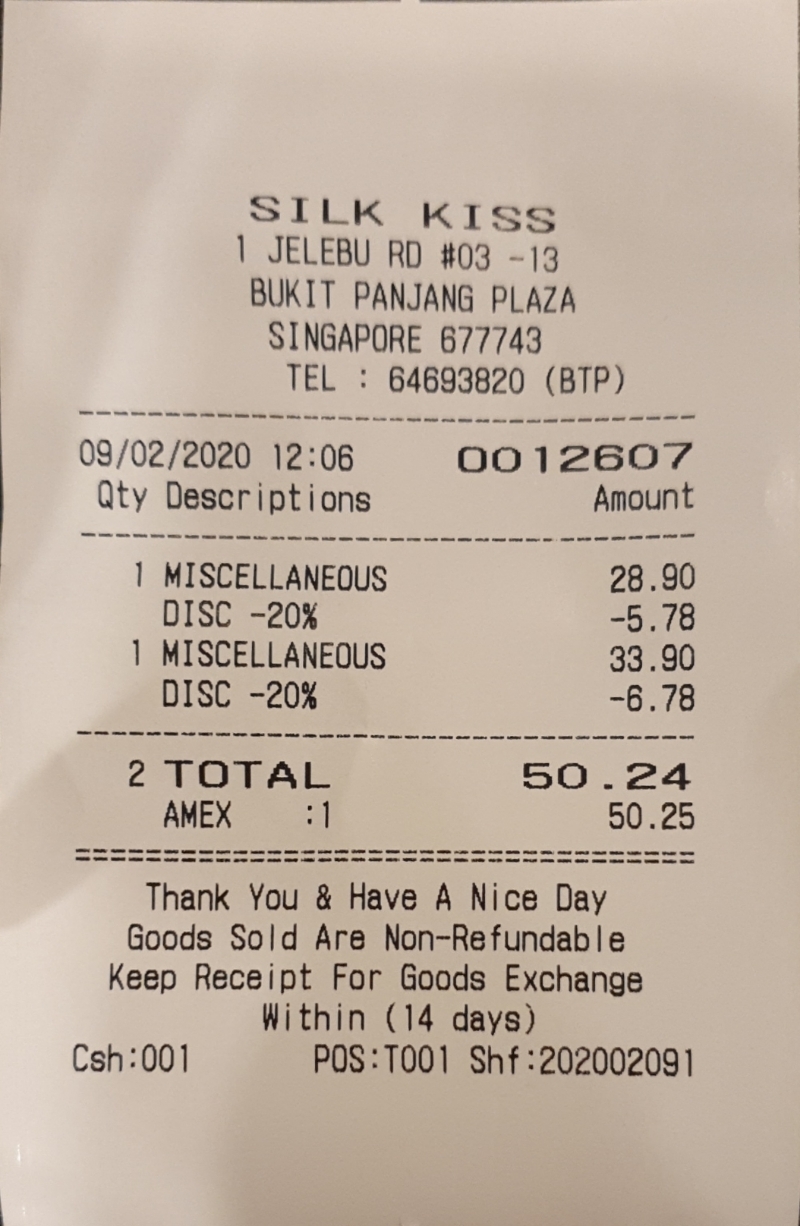 SILK KISS
1 JELEBU RD #03 -13
BUKIT PANJANG PLAZA
SINGAPORE 677743
TEL : 64693820 (BTP)
09/02/2020 12:06 0012607
Qty Descriptions Amount
1 MISCELLANEOUS 28.90
DISC -20% -5.78
1 MISCELLANEOUS 33.90
DISC -20% -6.78
2 TOTAL 50.24
AMEX :1 50.25
Thank You & Have A Nice Day
Goods Sold Are Non-Refundable
Keep Receipt For Goods Exchange
Within (14 days)
Csh:001 POS:T001 Shf:202002091